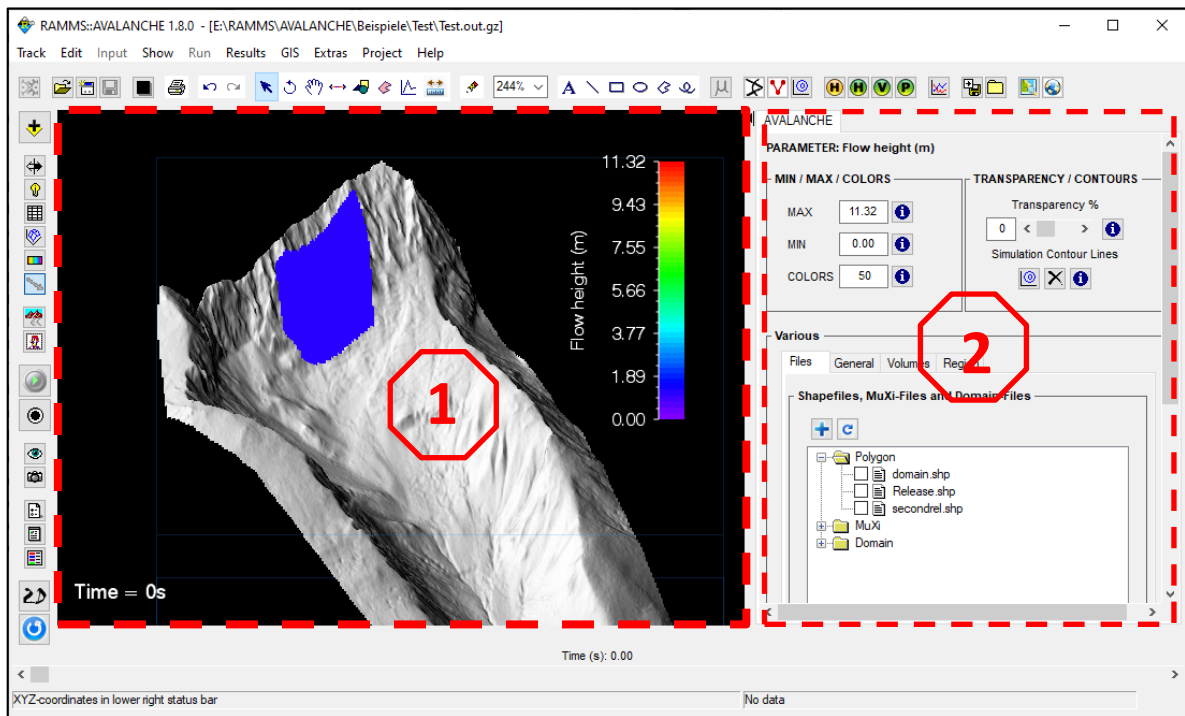 RAMMS::AVALANCHE 1.8.0 - [E:\RAMMS\AVALANCHE\Beispiele\Test\Test.out.gz]
Track Edit Input Show Run Results GIS Extras Project Help
244% A μ H H V P
AVALANCHE
PARAMETER: Flow height (m)
MIN / MAX / COLORS
MAX 11.32
MIN 0.00
COLORS 50
TRANSPARENCY / CONTOURS
Transparency %
0
Simulation Contour Lines
Various
Files General Volumes Region
Shapefiles, MuXi-Files and Domain-Files
Polygon
domain.shp
Release.shp
secondrel.shp
MuXi
Domain
11.32
9.43
7.55
5.66
3.77
1.89
0.00
Flow height (m)
1
2
2D
Time = 0s
Time (s): 0.00
XYZ-coordinates in lower right status bar
No data